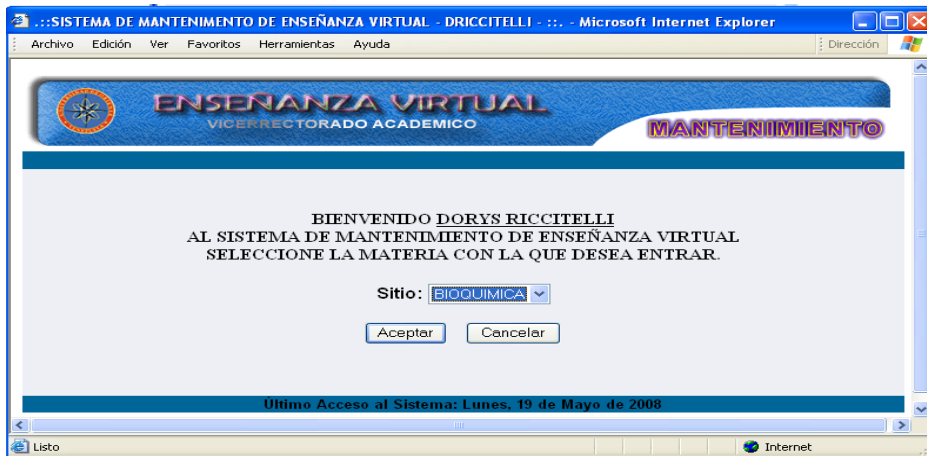 .::SISTEMA DE MANTENIMENTO DE ENSEÑANZA VIRTUAL - DRICCITELLI - ::. - Microsoft Internet Explorer
Archivo Edición Ver Favoritos Herramientas Ayuda Dirección
ENSEÑANZA VIRTUAL
VICERRECTORADO ACADEMICO
MANTENIMIENTO
BIENVENIDO DORYS RICCITELLI
AL SISTEMA DE MANTENIMIENTO DE ENSEÑANZA VIRTUAL
SELECCIONE LA MATERIA CON LA QUE DESEA ENTRAR.
Sitio: BIOQUIMICA
Aceptar Cancelar
Último Acceso al Sistema: Lunes, 19 de Mayo de 2008
Listo Internet